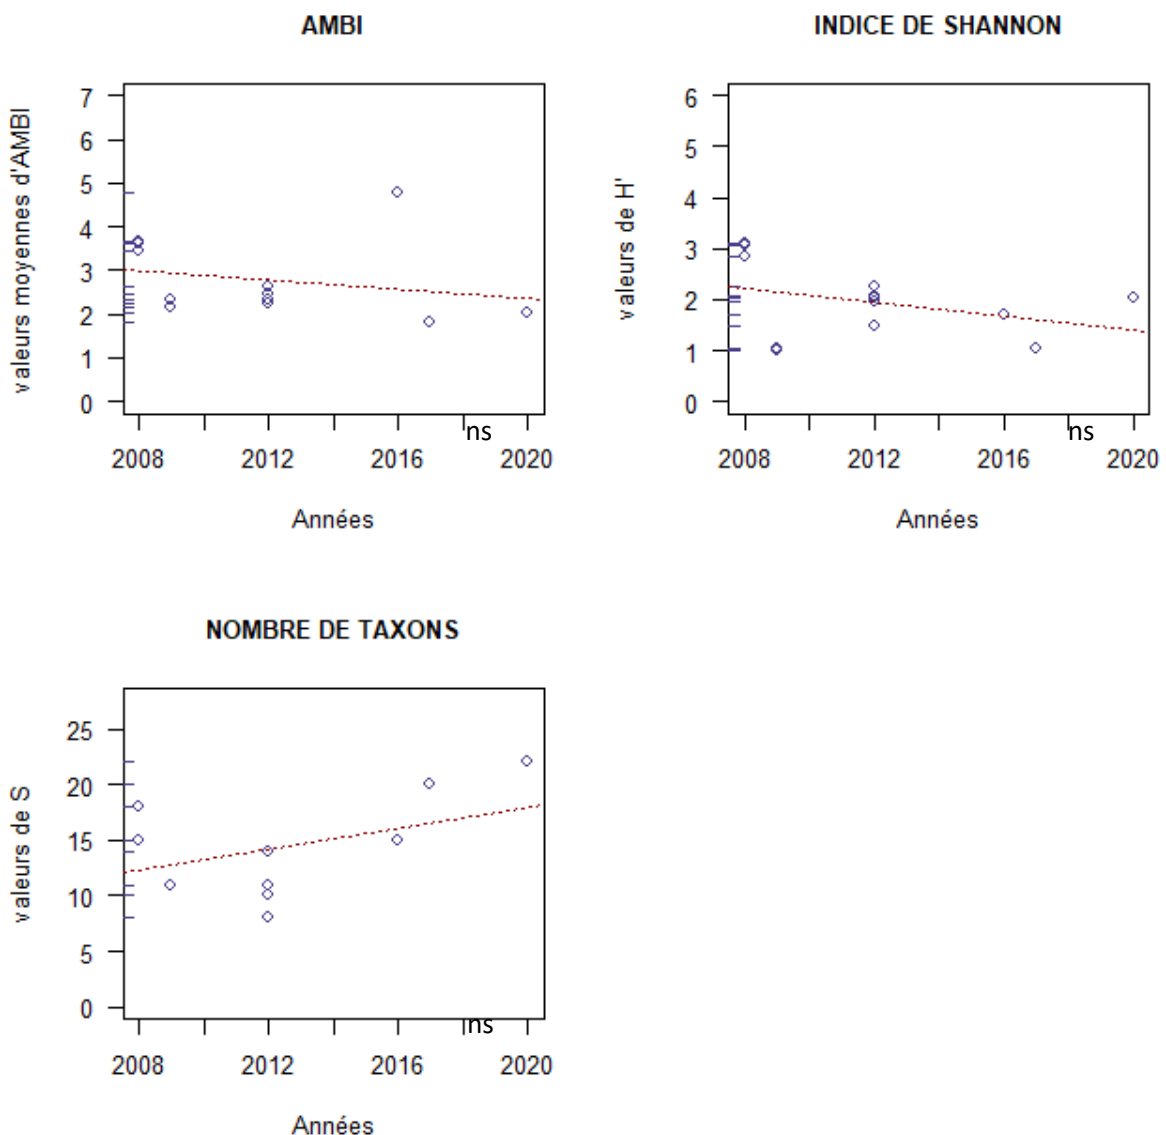 AMBI
valeurs moyennes d'AMBI
7
6
5
4
3
2
1
0
ns
2008 2012 2016 2020
Années
INDICE DE SHANNON
valeurs de H'
6
5
4
3
2
1
0
ns
2008 2012 2016 2020
Années
NOMBRE DE TAXONS
valeurs de S
25
20
15
10
5
0
ns
2008 2012 2016 2020
Années